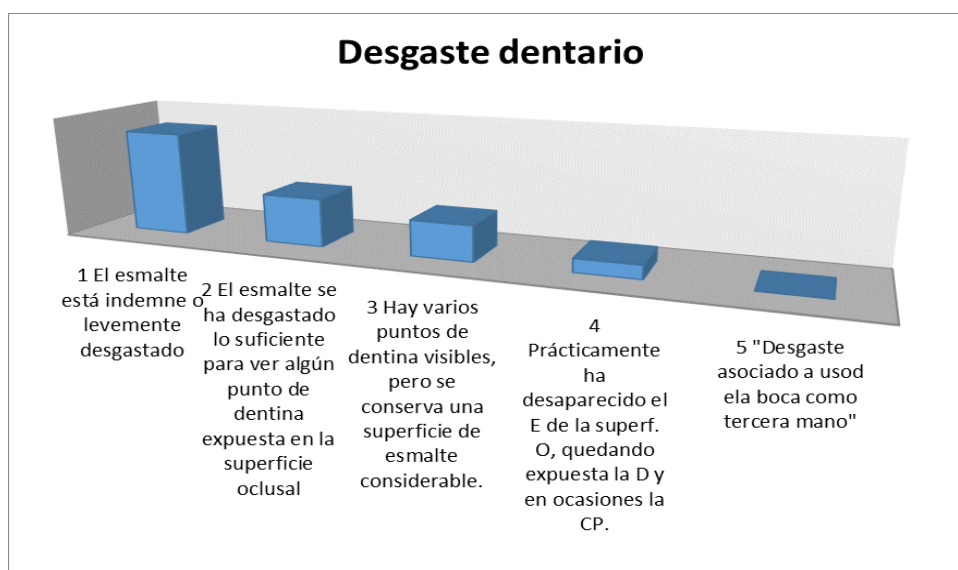 Desgaste dentario
1 El esmalte
está indemne o
levemente
desgastado
2 El esmalte se
ha desgastado
lo suficiente
para ver algún
punto de
dentina
expuesta en la
superficie
oclusal
3 Hay varios
puntos de
dentina visibles,
pero se
conserva una
superficie de
esmalte
considerable.
4
Prácticamente
ha
desaparecido el
E de la superf.
O, quedando
expuesta la D y
en ocasiones la
CP.
5 "Desgaste
asociado a usod
ela boca como
tercera mano"